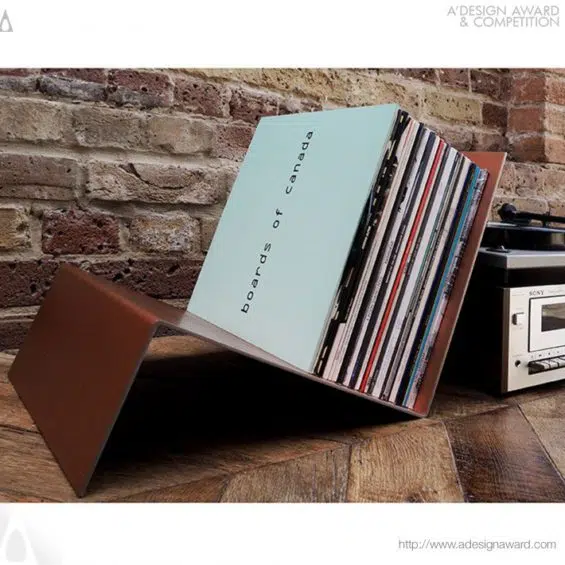 A'DESIGN AWARD
& COMPETITION
boards of canada
SONY
http://www.adesignaward.com